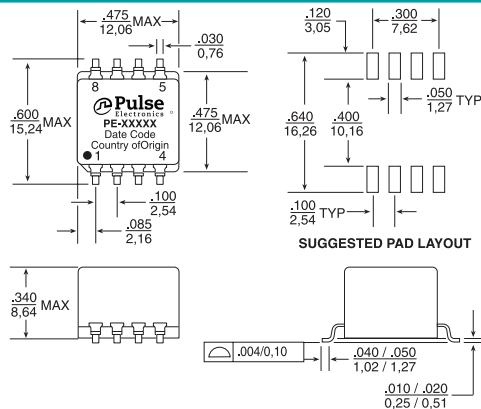 .475
12,06 MAX
.030
0,76
8 5
.600
15,24 MAX
Pulse
Electronics
PE-XXXXX
Date Code
Country ofOrigin
1 4
.475
12,06 MAX
.100
2,54
.085
2,16
.120
3,05
.300
7,62
.050
1,27 TYP
.640
16,26
.400
10,16
.100
2,54 TYP
SUGGESTED PAD LAYOUT
.340
8,64 MAX
.004/0,10
.040 / .050
1,02 / 1,27
.010 / .020
0,25 / 0,51